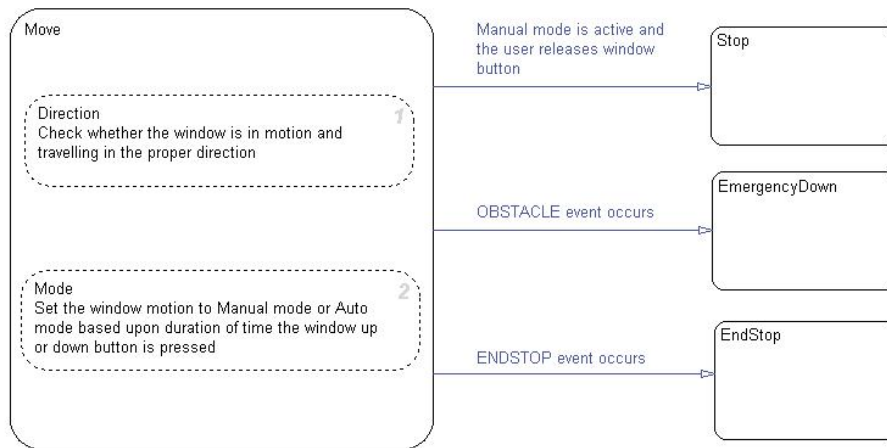 Move
Direction
1
Check whether the window is in motion and
travelling in the proper direction
Mode
2
Set the window motion to Manual mode or Auto
mode based upon duration of time the window up
or down button is pressed
Manual mode is active and
the user releases window
button
Stop
OBSTACLE event occurs
EmergencyDown
ENDSTOP event occurs
EndStop